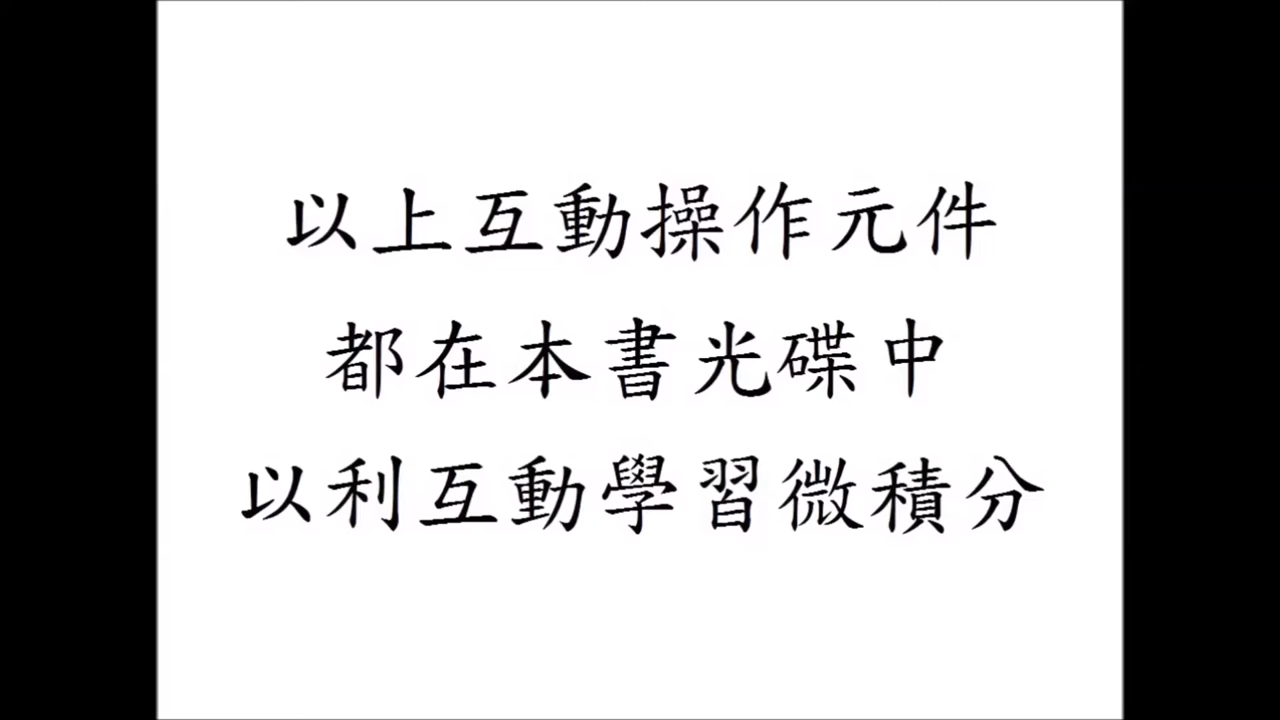 以上互動操作元件
都在本書光碟中
以利互動學習微積分